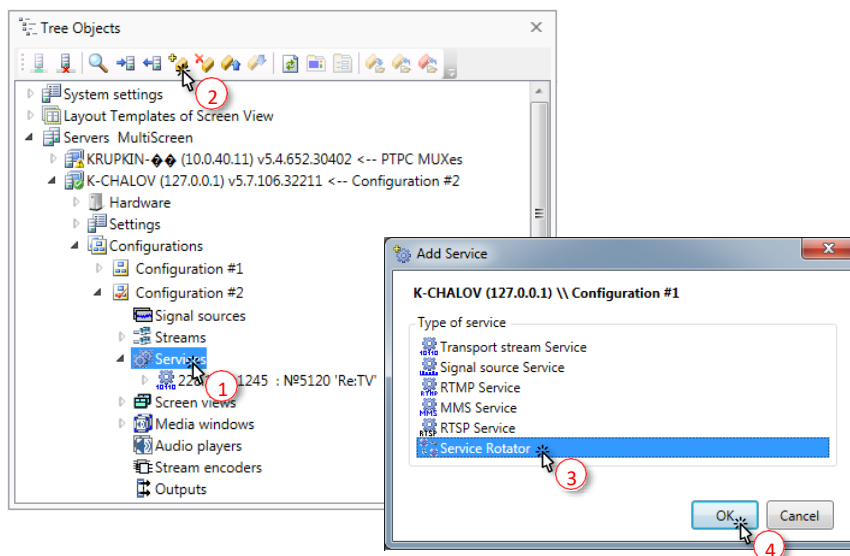 Tree Objects
2
System settings
Layout Templates of Screen View
Servers MultiScreen
KRUPKIN-�� (10.0.40.11) v5.4.652.30402 <-- PTPC MUXes
K-CHALOV (127.0.0.1) v5.7.106.32211 <-- Configuration #2
Hardware
Settings
Configurations
Configuration #1
Configuration #2
Signal sources
Streams
Services
1
1245 : №5120 'Re:TV'
Screen views
Media windows
Audio players
Stream encoders
Outputs
Add Service
K-CHALOV (127.0.0.1) \\ Configuration #1
Type of service
Transport stream Service
Signal source Service
RTMP Service
MMS Service
RTSP Service
Service Rotator
3
OK
Cancel
4